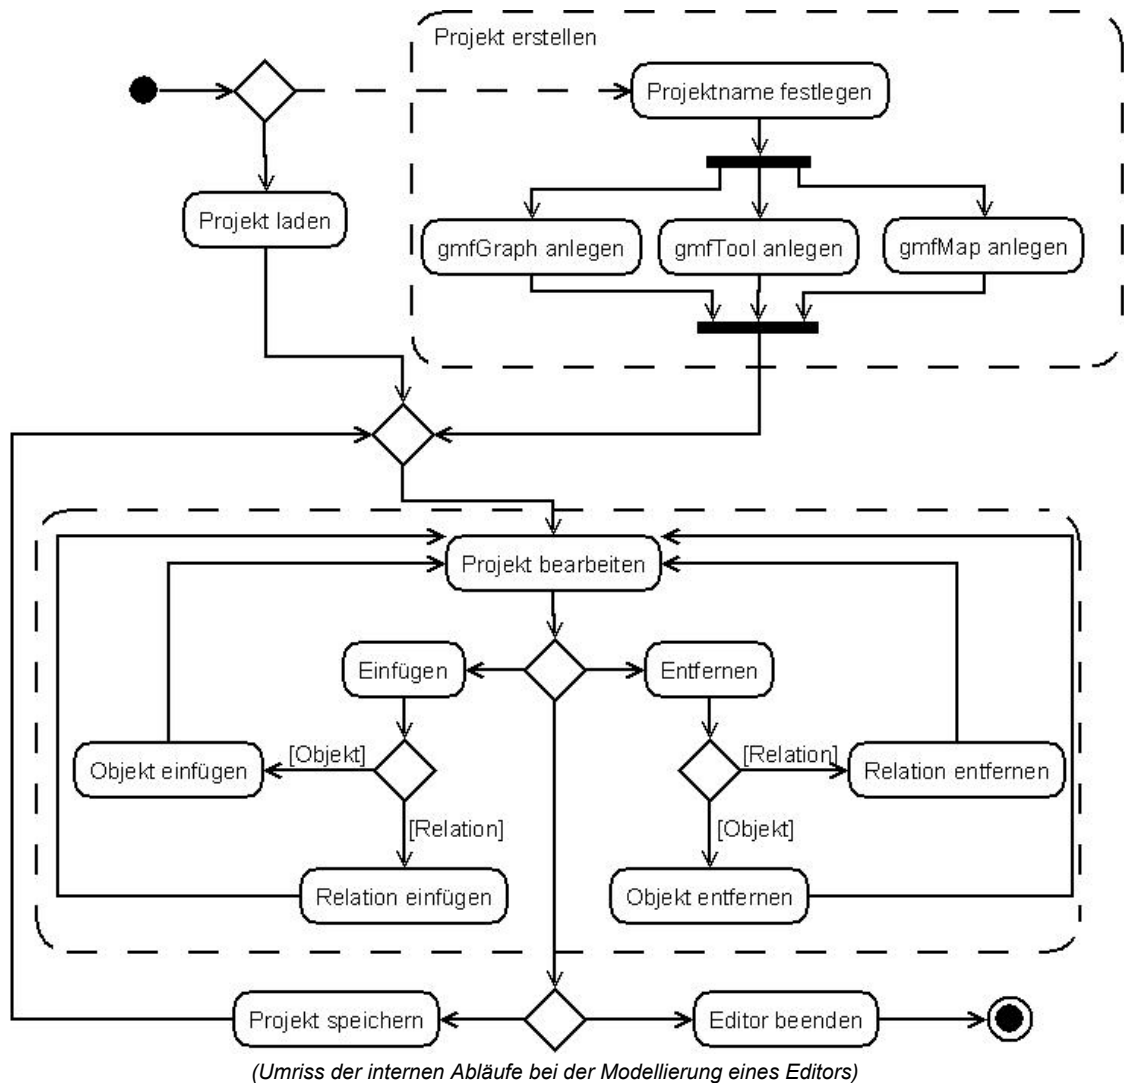 Projekt erstellen
Projektname festlegen
Projekt laden
gmfGraph anlegen
gmfTool anlegen
gmfMap anlegen
Projekt bearbeiten
Einfügen
Entfernen
[Objekt]
[Relation]
Objekt einfügen
Relation entfernen
[Relation]
[Objekt]
Relation einfügen
Objekt entfernen
Projekt speichern
Editor beenden
(Umriss der internen Abläufe bei der Modellierung eines Editors)